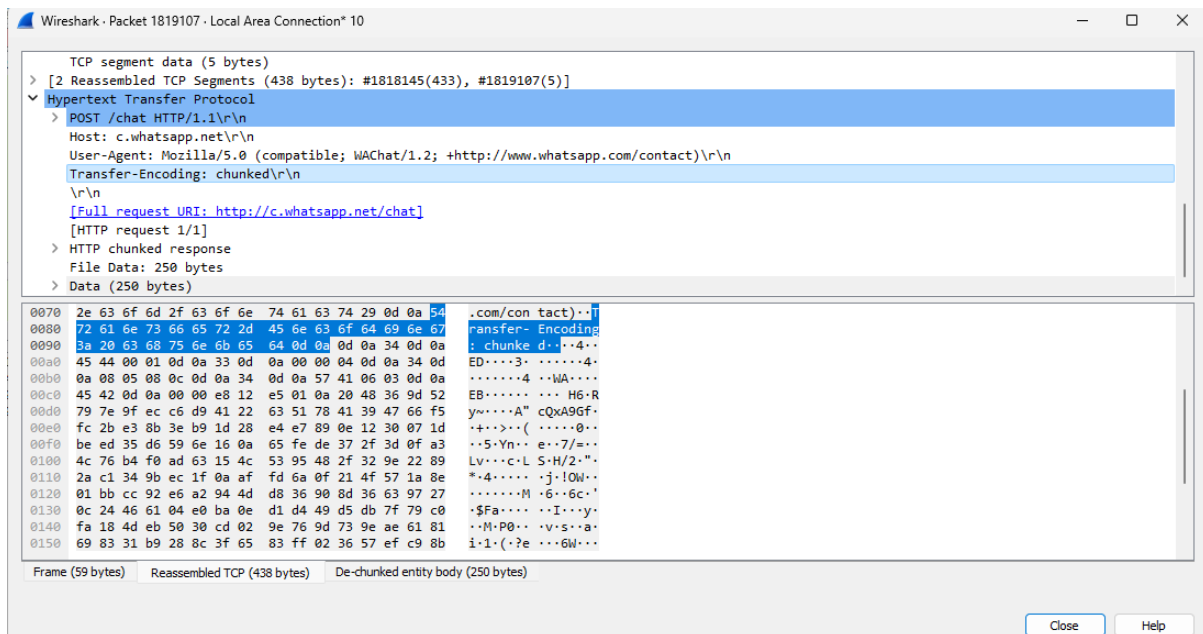 Wireshark · Packet 1819107 · Local Area Connection* 10
TCP segment data (5 bytes)
[2 Reassembled TCP Segments (438 bytes): #1818145(433), #1819107(5)]
Hypertext Transfer Protocol
POST /chat HTTP/1.1\r\n
Host: c.whatsapp.net\r\n
User-Agent: Mozilla/5.0 (compatible; WAChat/1.2; +http://www.whatsapp.com/contact)\r\n
Transfer-Encoding: chunked\r\n
\r\n
[Full request URI: http://c.whatsapp.net/chat]
[HTTP request 1/1]
HTTP chunked response
File Data: 250 bytes
Data (250 bytes)
0070 2e 63 6f 6d 2f 63 6f 6e 74 61 63 74 29 0d 0a 54 .com/con tact)··T
0080 72 61 6e 73 66 65 72 2d 45 6e 63 6f 64 69 6e 67 ransfer- Encoding
0090 3a 20 63 68 75 6e 6b 65 64 0d 0a 0d 0a 34 0d 0a : chunke d····4··
00a0 45 44 00 01 0d 0a 33 0d 0a 00 00 04 0d 0a 34 0d ED····3· ······4·
00b0 0a 08 05 08 0c 0d 0a 34 0d 0a 57 41 06 03 0d 0a ·······4 ··WA····
00c0 45 42 0d 0a 00 00 e8 12 e5 01 0a 20 48 36 9d 52 EB······ ··· H6·R
00d0 79 7e 9f ec c6 d9 41 22 63 51 78 41 39 47 66 f5 y~····A" cQxA9Gf·
00e0 fc 2b e3 8b 3e b9 1d 28 e4 e7 89 0e 12 30 07 1d ·+··>··( ·····0··
00f0 be ed 35 d6 59 6e 16 0a 65 fe de 37 2f 3d 0f a3 ··5·Yn·· e··7/=··
0100 4c 76 b4 f0 ad 63 15 4c 53 95 48 2f 32 9e 22 89 Lv···c·L S·H/2·"·
0110 2a c1 34 9b ec 1f 0a af fd 6a 0f 21 4f 57 1a 8e *·4····· ·j·!OW··
0120 01 bb cc 92 e6 a2 94 4d d8 36 90 8d 36 63 97 27 ·······M ·6··6c·'
0130 0c 24 46 61 04 e0 ba 0e d1 d4 49 d5 db 7f 79 c0 ·$Fa···· ··I···y·
0140 fa 18 4d eb 50 30 cd 02 9e 76 9d 73 9e ae 61 81 ··M·P0·· ·v·s··a·
0150 69 83 31 b9 28 8c 3f 65 83 ff 02 36 57 ef c9 8b i·1·(·?e ···6W···
Frame (59 bytes) Reassembled TCP (438 bytes) De-chunked entity body (250 bytes)
Close Help